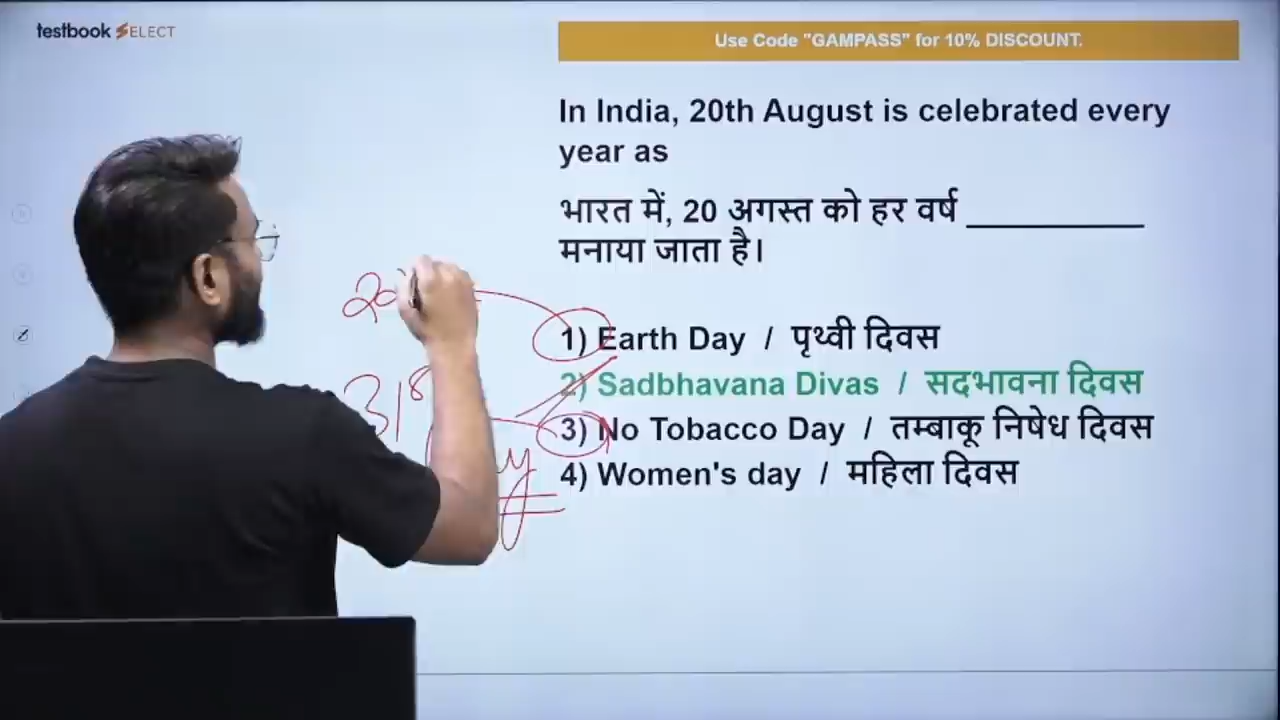 testbook SELECT
Use Code "GAMPASS" for 10% DISCOUNT.
In India, 20th August is celebrated every
year as
भारत में, 20 अगस्त को हर वर्ष __________
मनाया जाता है।
1) Earth Day / पृथ्वी दिवस
2) Sadbhavana Divas / सदभावना दिवस
3) No Tobacco Day / तम्बाकू निषेध दिवस
4) Women's day / महिला दिवस